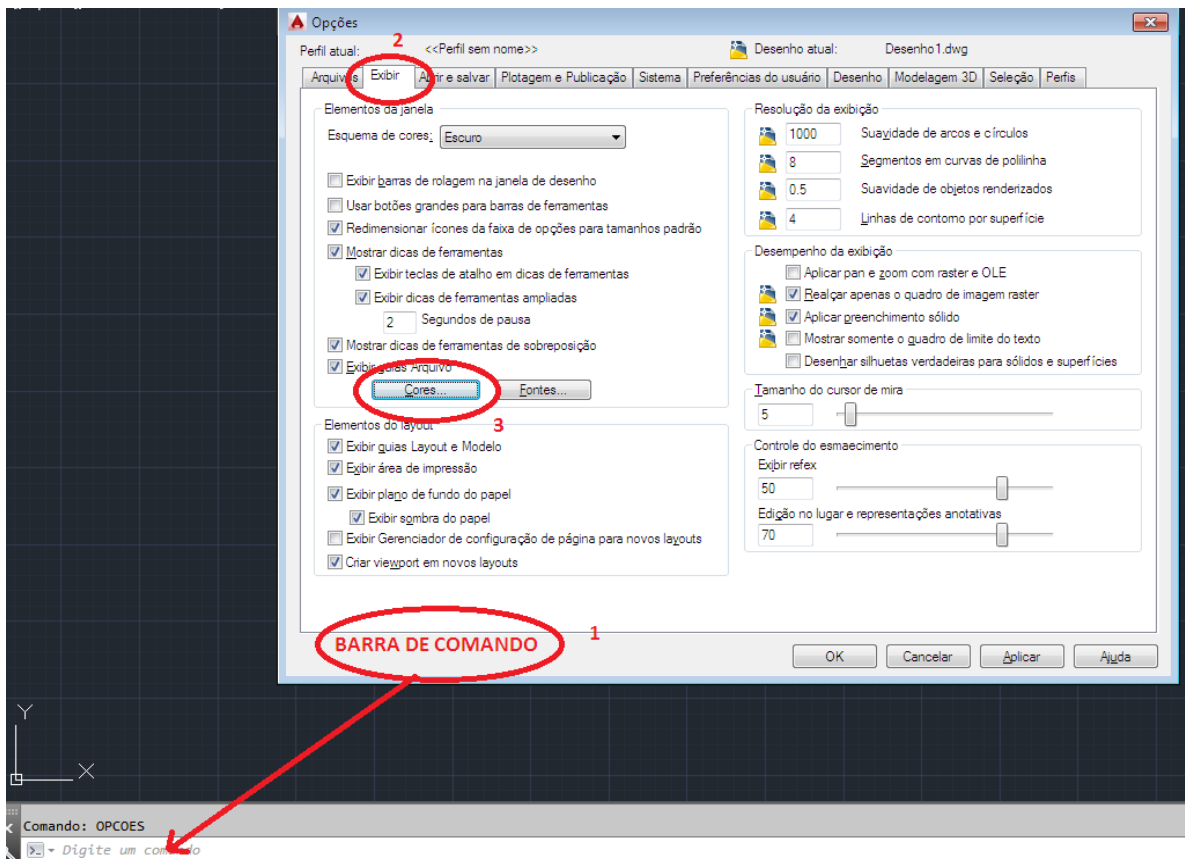 Opções
2
Perfil atual: <<Perfil sem nome>> Desenho atual: Desenho1.dwg
Arquivos Exibir Abrir e salvar Plotagem e Publicação Sistema Preferências do usuário Desenho Modelagem 3D Seleção Perfis
Elementos da janela
Esquema de cores: Escuro
Exibir barras de rolagem na janela de desenho
Usar botões grandes para barras de ferramentas
Redimensionar ícones da faixa de opções para tamanhos padrão
Mostrar dicas de ferramentas
Exibir teclas de atalho em dicas de ferramentas
Exibir dicas de ferramentas ampliadas
2 Segundos de pausa
Mostrar dicas de ferramentas de sobreposição
Exibir guias Arquivo
Cores... Fontes...
3
Elementos do layout
Exibir guias Layout e Modelo
Exibir área de impressão
Exibir plano de fundo do papel
Exibir sombra do papel
Exibir Gerenciador de configuração de página para novos layouts
Criar viewport em novos layouts
Resolução da exibição
1000 Suavidade de arcos e círculos
8 Segmentos em curvas de polilinha
0.5 Suavidade de objetos renderizados
4 Linhas de contorno por superfície
Desempenho da exibição
Aplicar pan e zoom com raster e OLE
Realçar apenas o quadro de imagem raster
Aplicar preenchimento sólido
Mostrar somente o quadro de limite do texto
Desenhar silhuetas verdadeiras para sólidos e superfícies
Tamanho do cursor de mira
5
Controle do esmaecimento
Exibir refex
50
Edição no lugar e representações anotativas
70
BARRA DE COMANDO 1
OK Cancelar Aplicar Ajuda
Y
X
Comando: OPCOES
Digite um comando